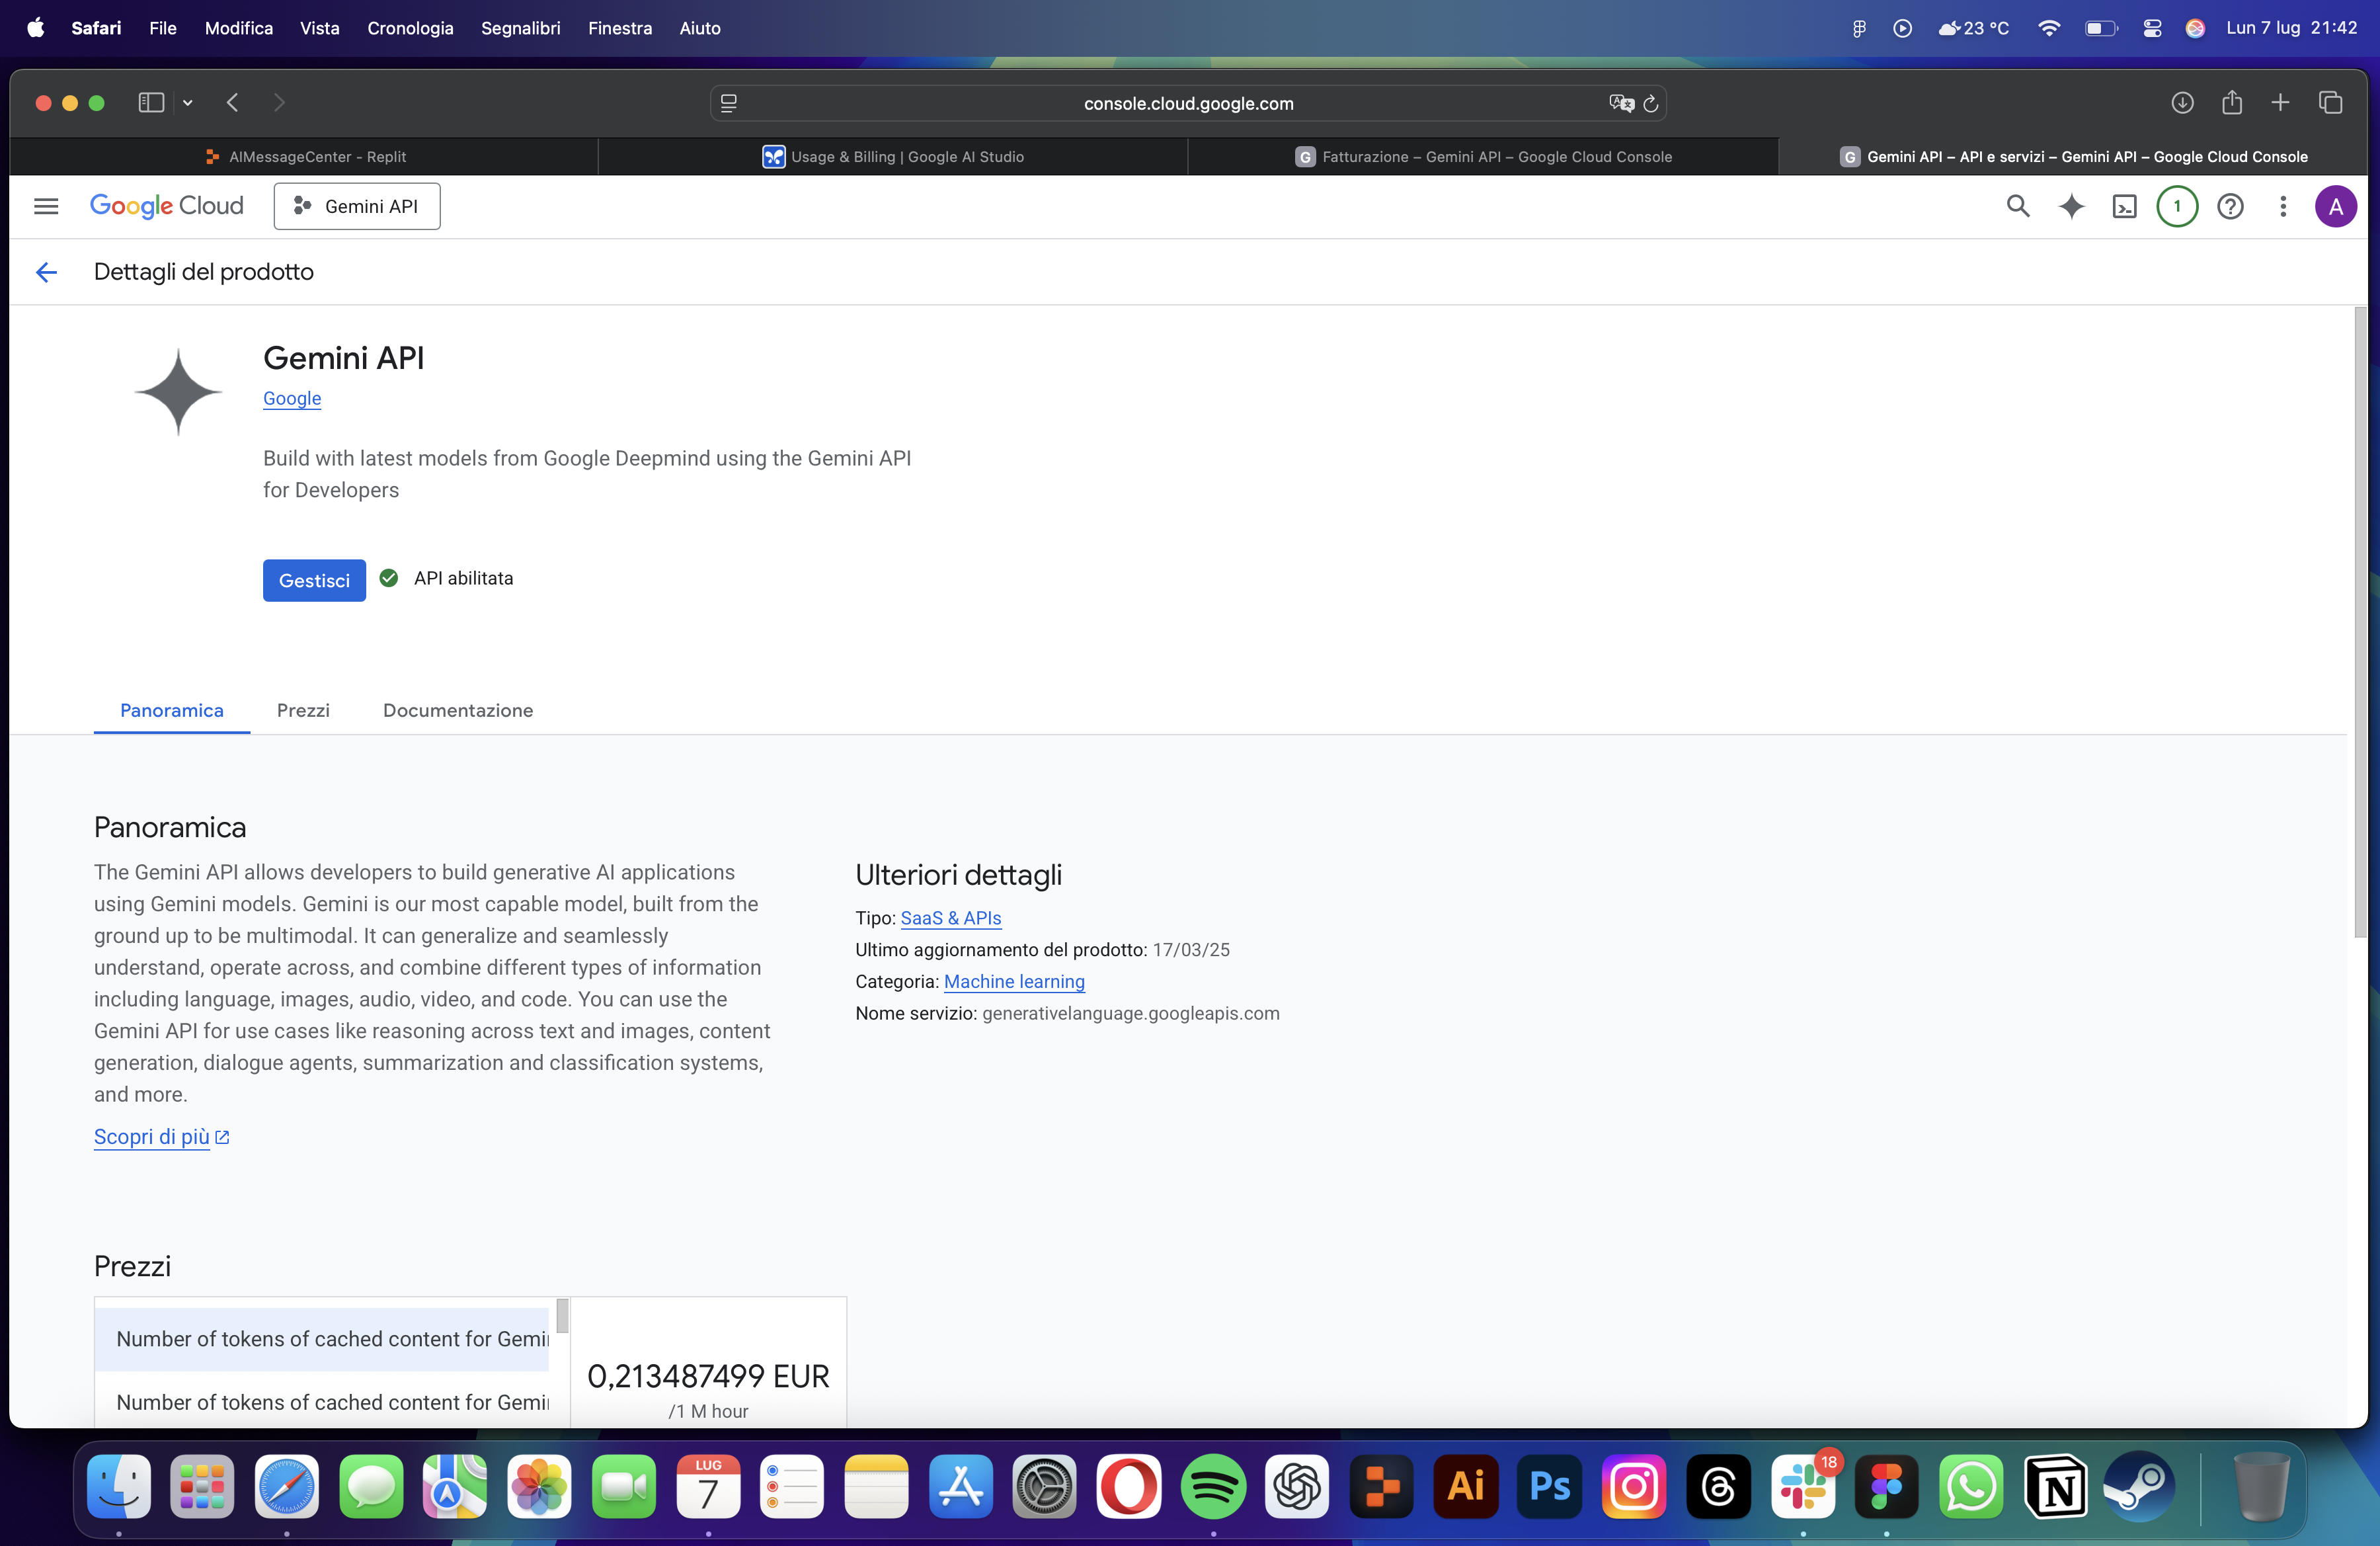 Safari File Modifica Vista Cronologia Segnalibri Finestra Aiuto 23 °C Lun 7 lug 21:42
console.cloud.google.com
AIMessageCenter - Replit
Usage & Billing | Google AI Studio
G Fatturazione – Gemini API – Google Cloud Console
G Gemini API – API e servizi – Gemini API – Google Cloud Console
Google Cloud Gemini API 1 A
Dettagli del prodotto
Gemini API
Google
Build with latest models from Google Deepmind using the Gemini API
for Developers
Gestisci API abilitata
Panoramica Prezzi Documentazione
Panoramica
The Gemini API allows developers to build generative AI applications
using Gemini models. Gemini is our most capable model, built from the
ground up to be multimodal. It can generalize and seamlessly
understand, operate across, and combine different types of information
including language, images, audio, video, and code. You can use the
Gemini API for use cases like reasoning across text and images, content
generation, dialogue agents, summarization and classification systems,
and more.
Scopri di più
Ulteriori dettagli
Tipo: SaaS & APIs
Ultimo aggiornamento del prodotto: 17/03/25
Categoria: Machine learning
Nome servizio: generativelanguage.googleapis.com
Prezzi
Number of tokens of cached content for Gemi
Number of tokens of cached content for Gemi
0,213487499 EUR
/1 M hour
LUG
7
Ai
Ps
18
N